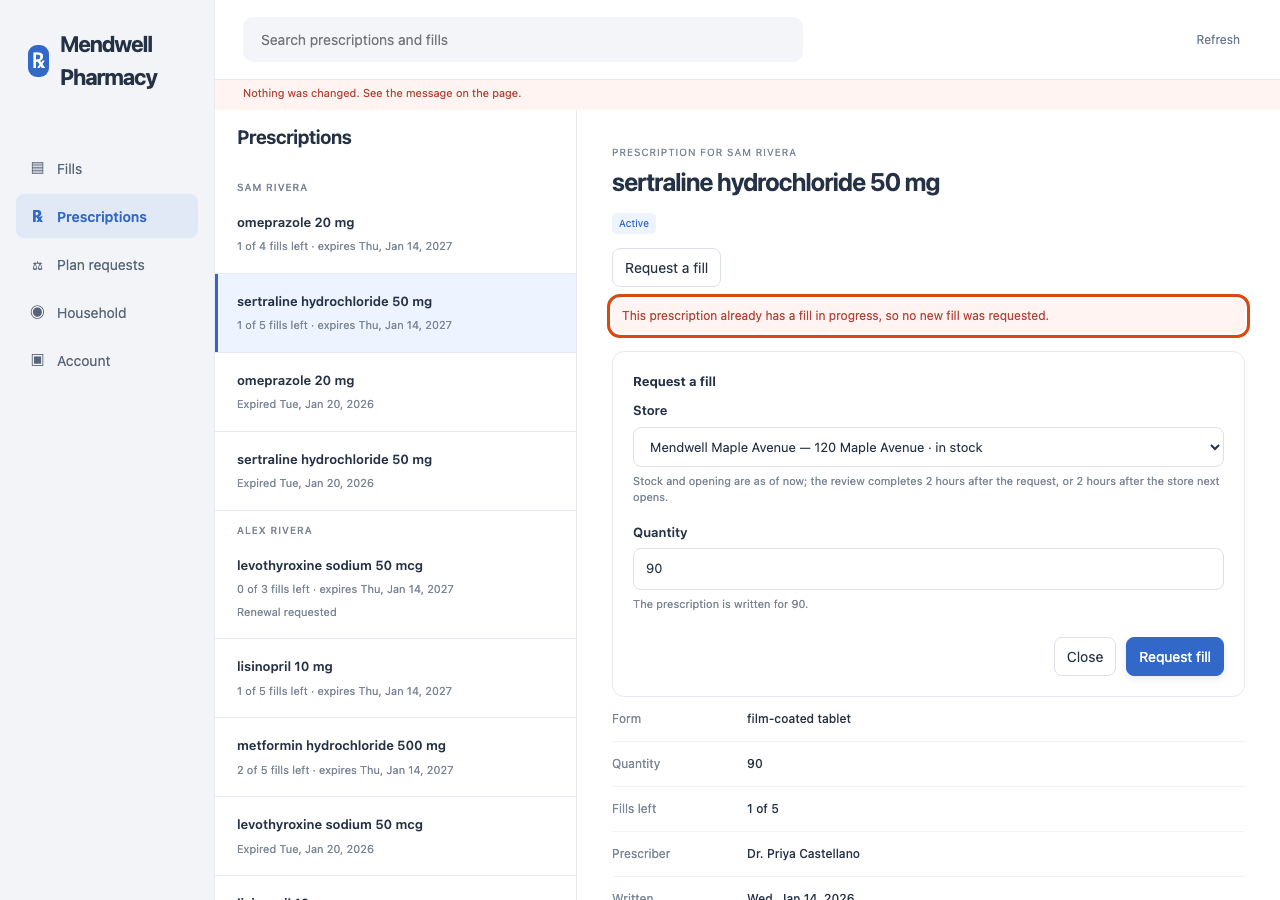 Mendwell
Pharmacy
Fills
Prescriptions
Plan requests
Household
Account
Search prescriptions and fills
Refresh
Nothing was changed. See the message on the page.
Prescriptions
SAM RIVERA
omeprazole 20 mg
1 of 4 fills left · expires Thu, Jan 14, 2027
sertraline hydrochloride 50 mg
1 of 5 fills left · expires Thu, Jan 14, 2027
omeprazole 20 mg
Expired Tue, Jan 20, 2026
sertraline hydrochloride 50 mg
Expired Tue, Jan 20, 2026
ALEX RIVERA
levothyroxine sodium 50 mcg
0 of 3 fills left · expires Thu, Jan 14, 2027
Renewal requested
lisinopril 10 mg
1 of 5 fills left · expires Thu, Jan 14, 2027
metformin hydrochloride 500 mg
2 of 5 fills left · expires Thu, Jan 14, 2027
levothyroxine sodium 50 mcg
Expired Tue, Jan 20, 2026
PRESCRIPTION FOR SAM RIVERA
sertraline hydrochloride 50 mg
Active
Request a fill
This prescription already has a fill in progress, so no new fill was requested.
Request a fill
Store
Mendwell Maple Avenue — 120 Maple Avenue · in stock
Stock and opening are as of now; the review completes 2 hours after the request, or 2 hours after the store next
opens.
Quantity
90
The prescription is written for 90.
Close
Request fill
Form film-coated tablet
Quantity 90
Fills left 1 of 5
Prescriber Dr. Priya Castellano
Written Wed, Jan 14, 2026